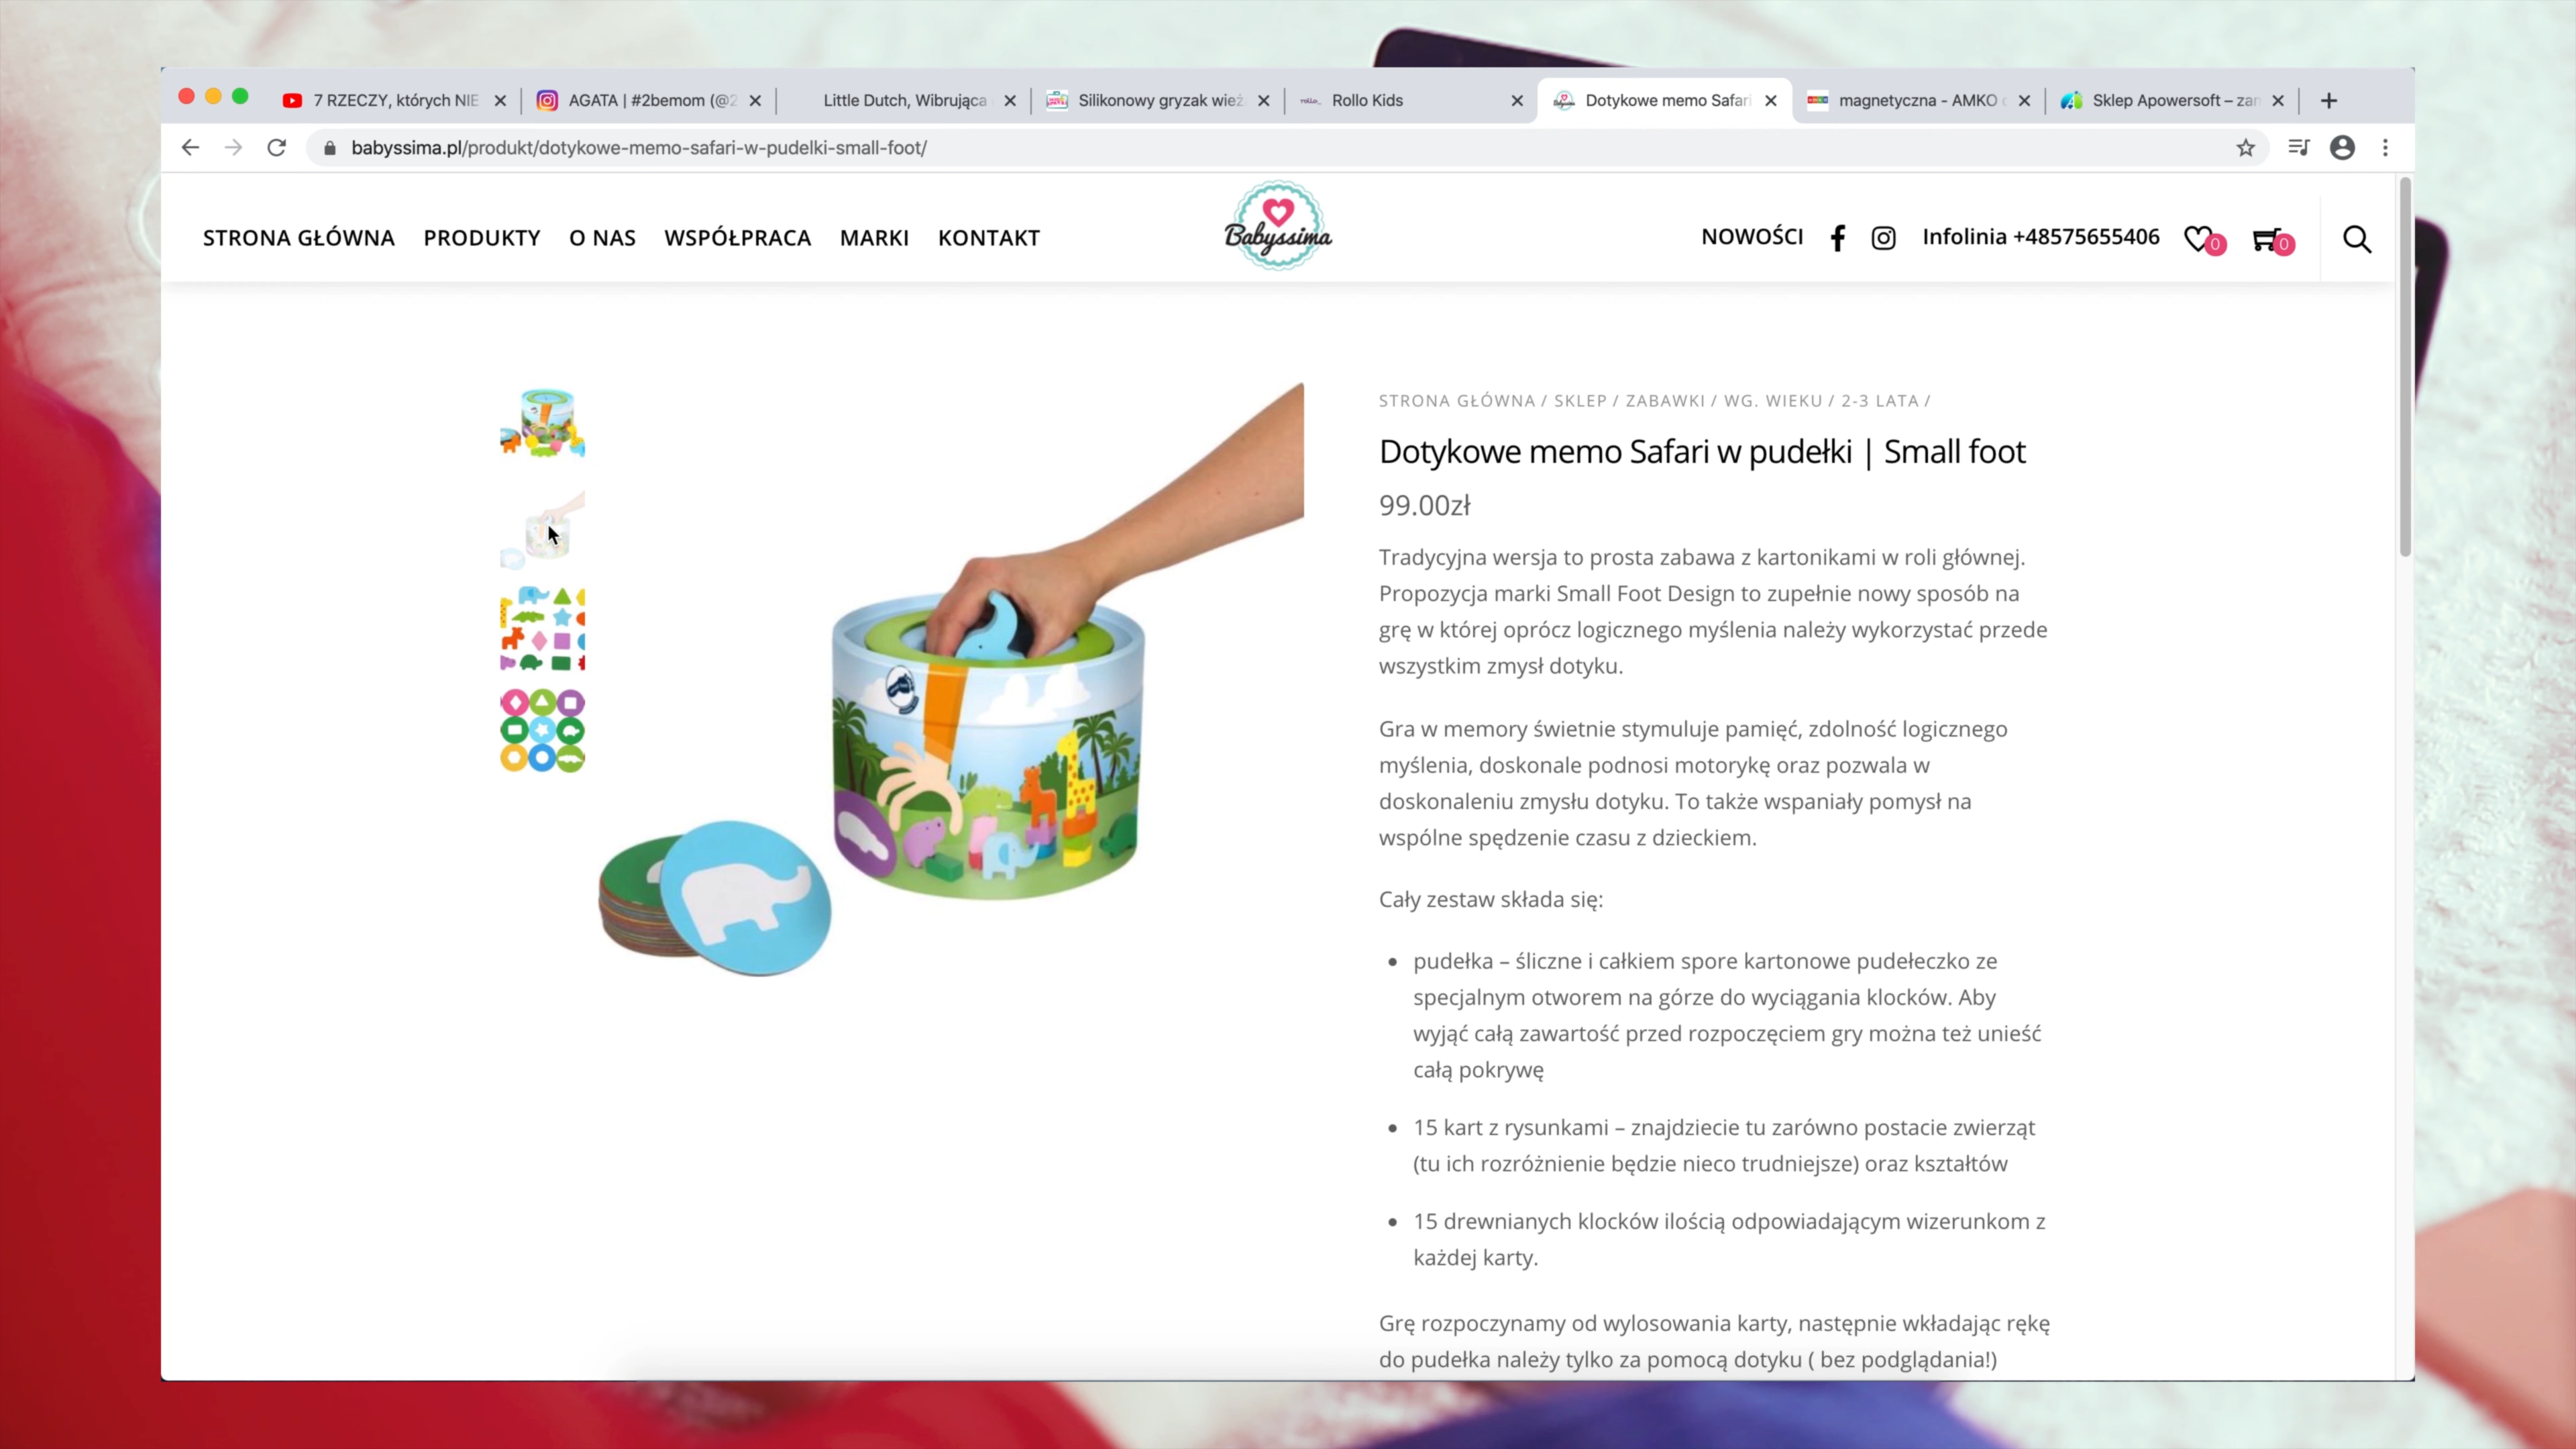 7 RZECZY, których NIE
AGATA | #2bemom (@2
Little Dutch, Wibrująca
Silikonowy gryzak wież
Rollo Kids
Dotykowe memo Safari
magnetyczna - AMKO
Sklep Apowersoft – zan
babyssima.pl/produkt/dotykowe-memo-safari-w-pudelki-small-foot/
STRONA GŁÓWNA PRODUKTY O NAS WSPÓŁPRACA MARKI KONTAKT
Babyssima
NOWOŚCI Infolinia +48575655406 0 0
STRONA GŁÓWNA / SKLEP / ZABAWKI / WG. WIEKU / 2-3 LATA /
Dotykowe memo Safari w pudełki | Small foot
99.00zł
Tradycyjna wersja to prosta zabawa z kartonikami w roli głównej.
Propozycja marki Small Foot Design to zupełnie nowy sposób na
grę w której oprócz logicznego myślenia należy wykorzystać przede
wszystkim zmysł dotyku.
Gra w memory świetnie stymuluje pamięć, zdolność logicznego
myślenia, doskonale podnosi motorykę oraz pozwala w
doskonaleniu zmysłu dotyku. To także wspaniały pomysł na
wspólne spędzenie czasu z dzieckiem.
Cały zestaw składa się:
pudełka – śliczne i całkiem spore kartonowe pudełeczko ze
specjalnym otworem na górze do wyciągania klocków. Aby
wyjąć całą zawartość przed rozpoczęciem gry można też unieść
całą pokrywę
15 kart z rysunkami – znajdziecie tu zarówno postacie zwierząt
(tu ich rozróżnienie będzie nieco trudniejsze) oraz kształtów
15 drewnianych klocków ilością odpowiadającym wizerunkom z
każdej karty.
Grę rozpoczynamy od wylosowania karty, następnie wkładając rękę
do pudełka należy tylko za pomocą dotyku ( bez podglądania!)